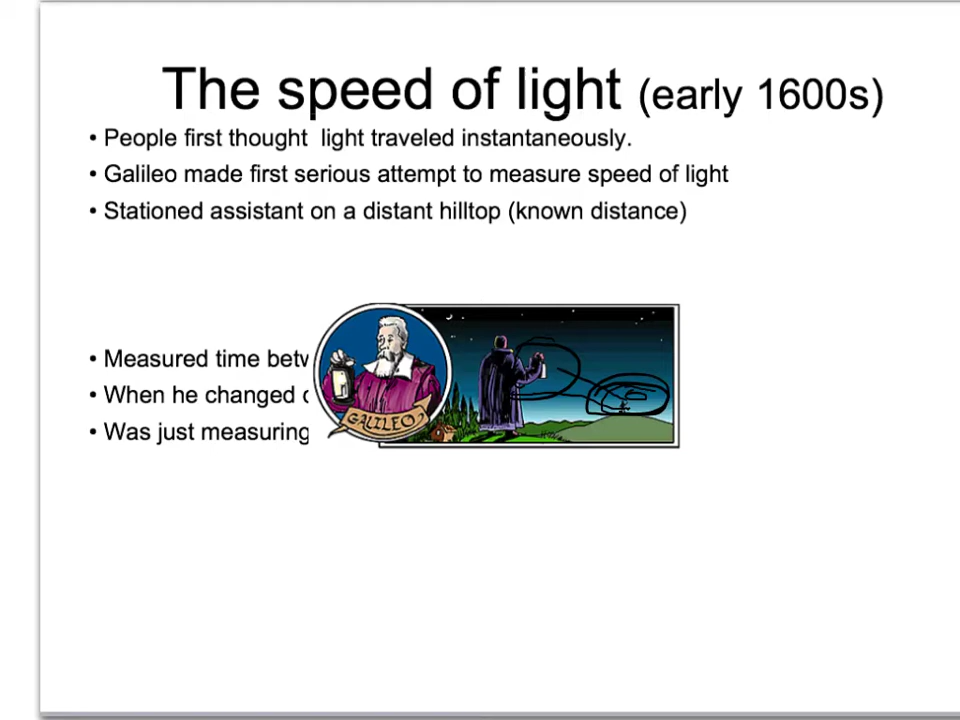 The speed of light (early 1600s)
• People first thought light traveled instantaneously.
• Galileo made first serious attempt to measure speed of light
• Stationed assistant on a distant hilltop (known distance)
• Measured time betw
• When he changed
• Was just measuring
GALILEO